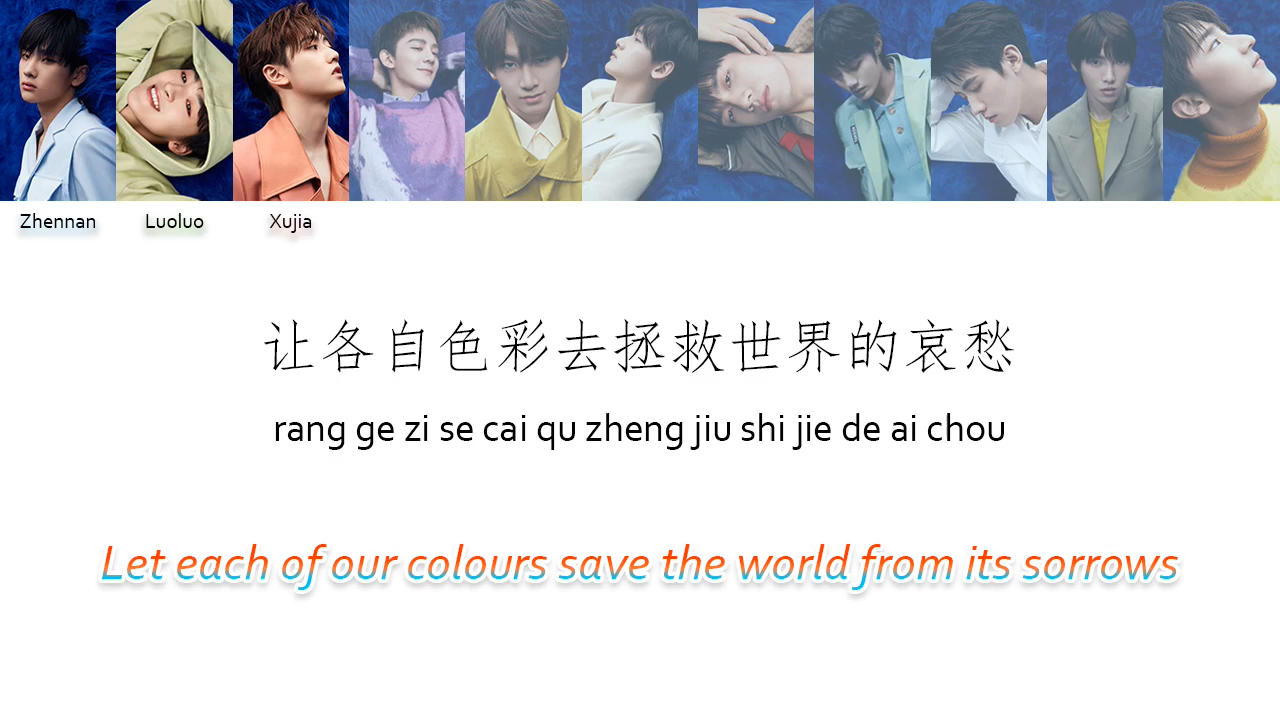 Zhennan Luoluo Xujia
让各自色彩去拯救世界的哀愁
rang ge zi se cai qu zheng jiu shi jie de ai chou
Let each of our colours save the world from its sorrows